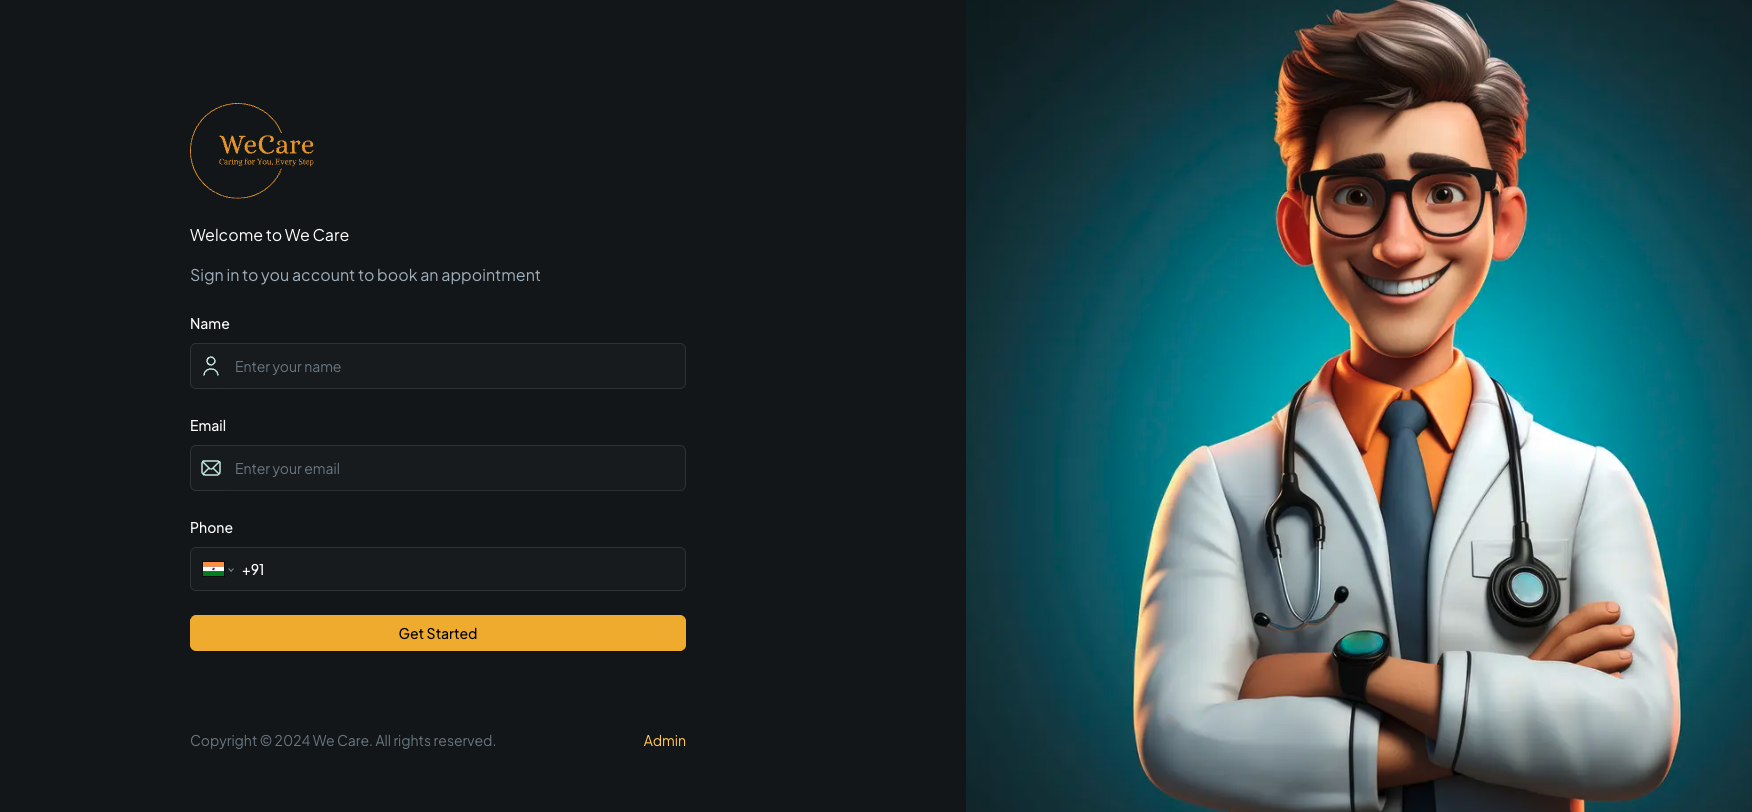 WeCare
Caring for You, Every Step
Welcome to We Care
Sign in to you account to book an appointment
Name
Enter your name
Email
Enter your email
Phone
+91
Get Started
Copyright © 2024 We Care. All rights reserved.
Admin